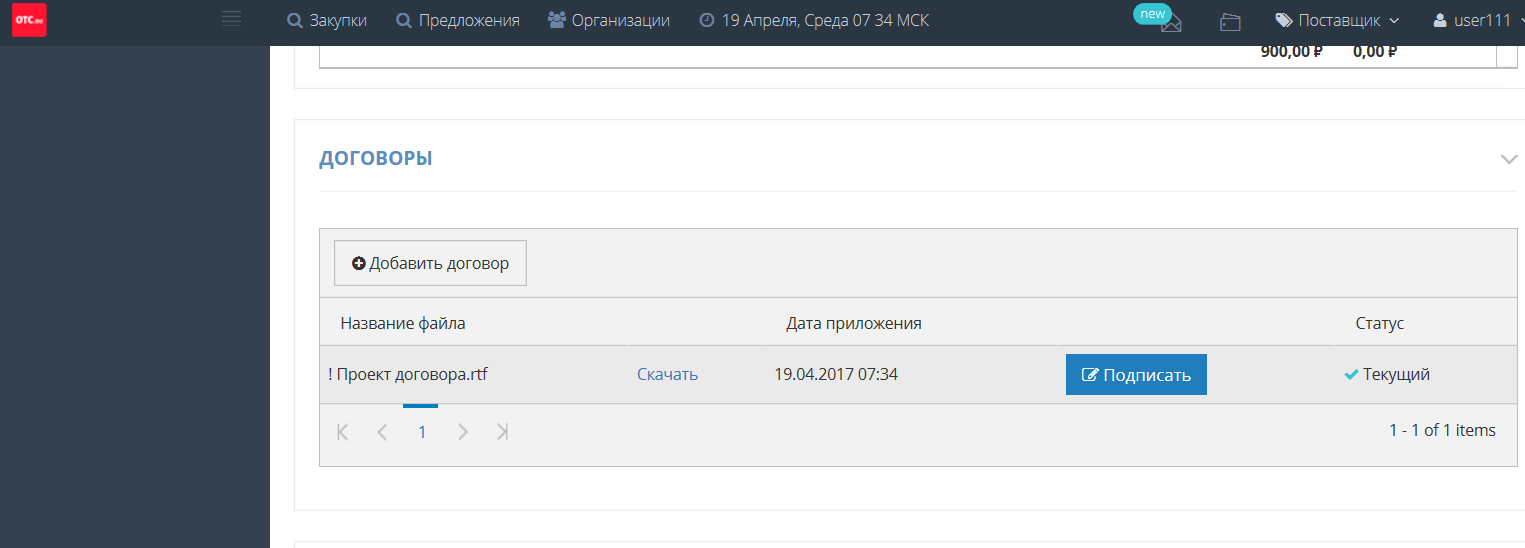 отс.ru Закупки Предложения Организации 19 Апреля, Среда 07 34 МСК new Поставщик user111
900,00 ₽ 0,00 ₽
ДОГОВОРЫ
Добавить договор
Название файла Дата приложения Статус
! Проект договора.rtf Скачать 19.04.2017 07:34 Подписать Текущий
1 1 - 1 of 1 items